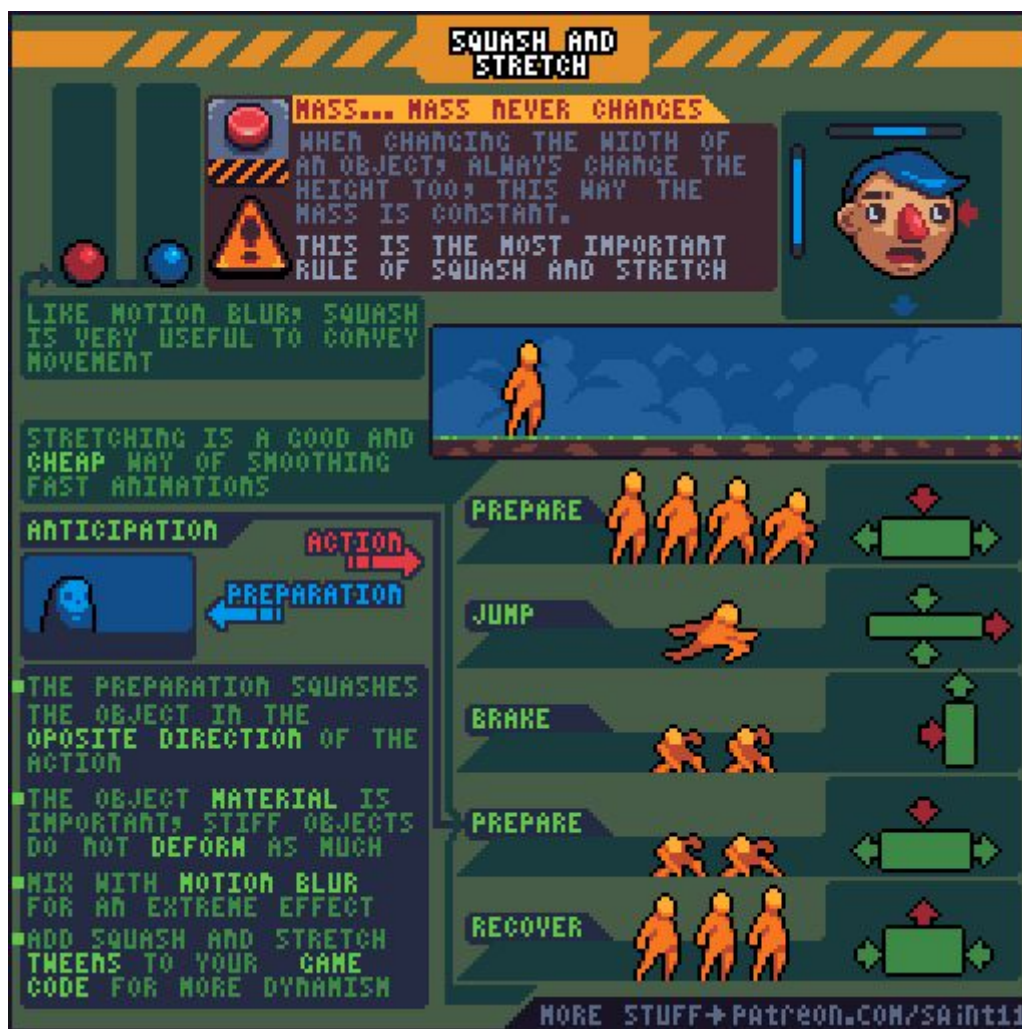 SQUASH AND
STRETCH
MASS... MASS NEVER CHANGES
WHEN CHANGING THE WIDTH OF
AN OBJECT, ALWAYS CHANGE THE
HEIGHT TOO, THIS WAY THE
MASS IS CONSTANT.
THIS IS THE MOST IMPORTANT
RULE OF SQUASH AND STRETCH
LIKE MOTION BLUR, SQUASH
IS VERY USEFUL TO CONVEY
MOVEMENT
STRETCHING IS A GOOD AND
CHEAP WAY OF SMOOTHING
FAST ANIMATIONS
ANTICIPATION
ACTION
PREPARATION
THE PREPARATION SQUASHES
THE OBJECT IN THE
OPOSITE DIRECTION OF THE
ACTION
THE OBJECT MATERIAL IS
IMPORTANT, STIFF OBJECTS
DO NOT DEFORM AS MUCH
MIX WITH MOTION BLUR
FOR AN EXTREME EFFECT
ADD SQUASH AND STRETCH
TWEENS TO YOUR GAME
CODE FOR MORE DYNAMISM
PREPARE
JUMP
BRAKE
PREPARE
RECOVER
MORE STUFF→PATREON.COM/SAINT11